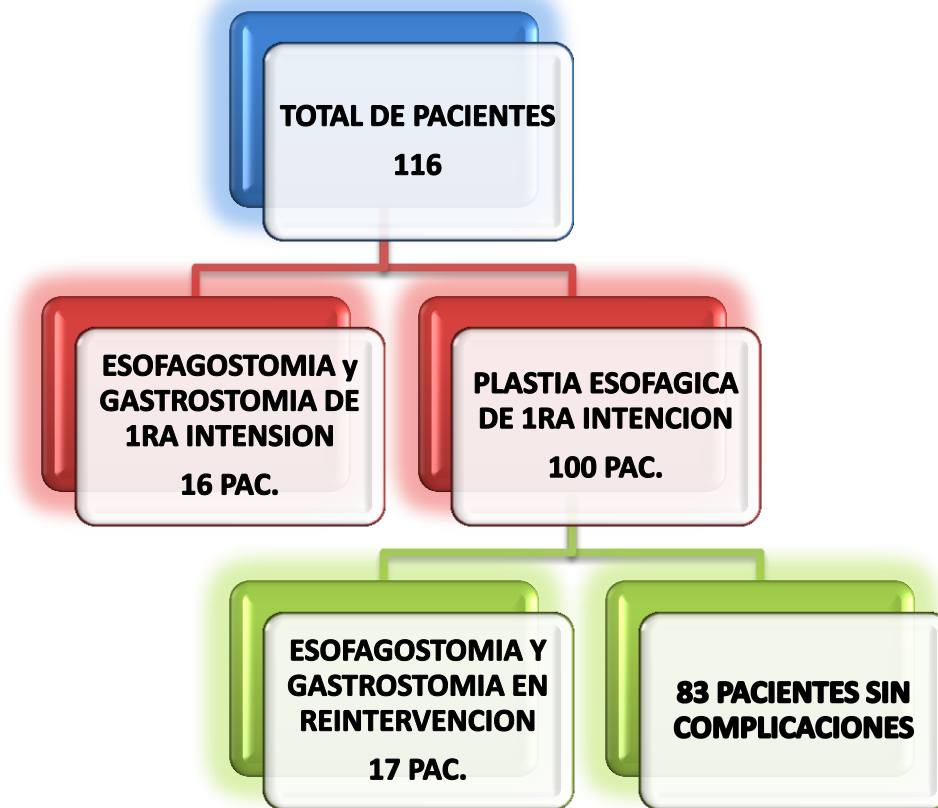 TOTAL DE PACIENTES
116
ESOFAGOSTOMIA y
GASTROSTOMIA DE
1RA INTENSION
16 PAC.
PLASTIA ESOFAGICA
DE 1RA INTENCION
100 PAC.
ESOFAGOSTOMIA Y
GASTROSTOMIA EN
REINTERVENCION
17 PAC.
83 PACIENTES SIN
COMPLICACIONES